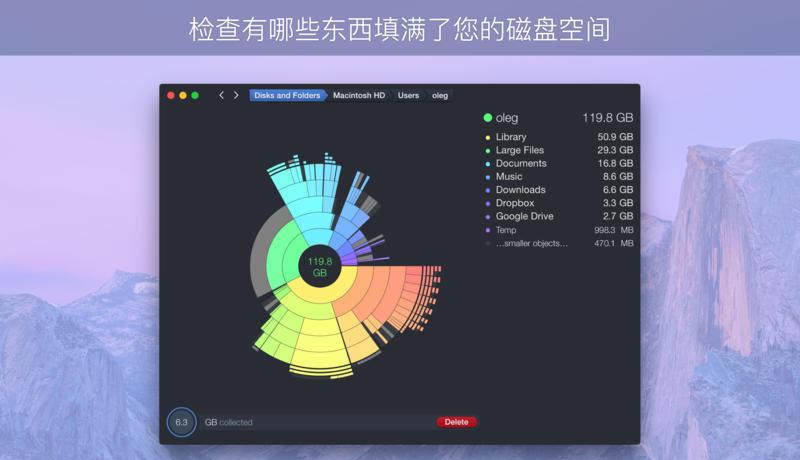 检查有哪些东西填满了您的磁盘空间
Disks and Folders Macintosh HD Users oleg
oleg 119.8 GB
Library 50.9 GB
Large Files 29.3 GB
Documents 16.8 GB
Music 8.6 GB
Downloads 6.6 GB
Dropbox 3.3 GB
Google Drive 2.7 GB
Temp 998.3 MB
...smaller objects... 470.1 MB
119.8
GB
6.3 GB collected Delete